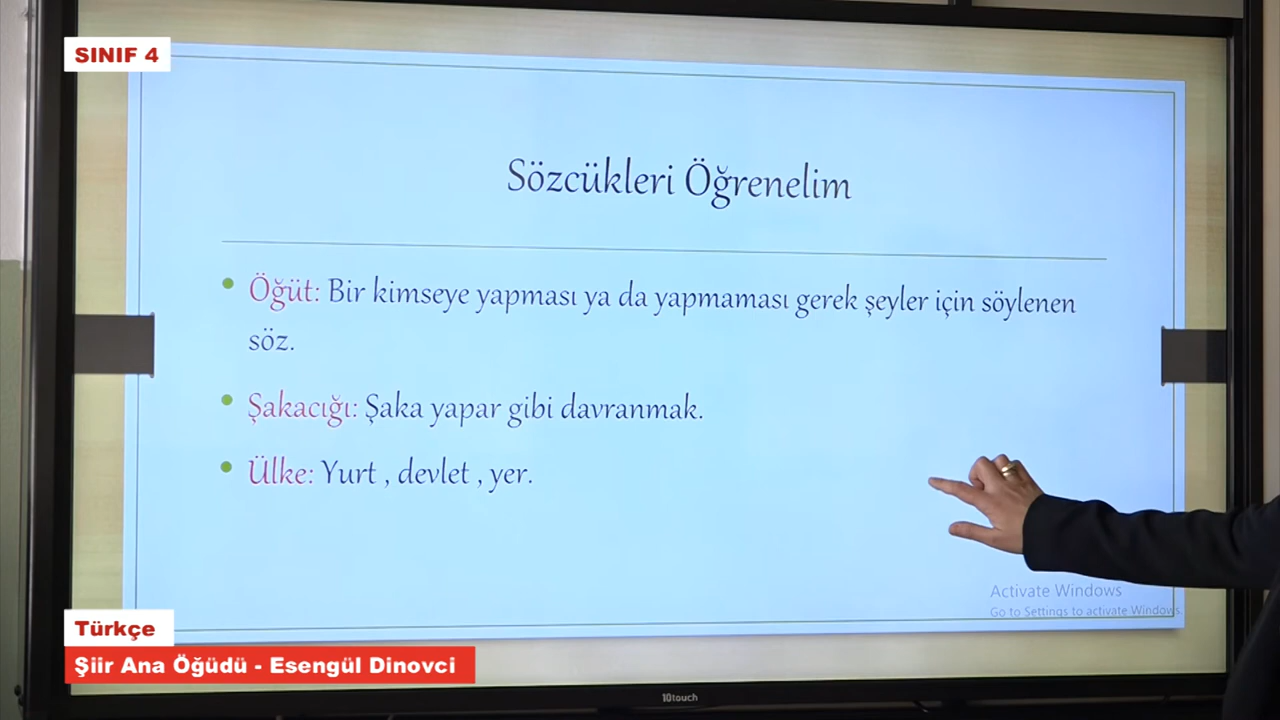 SINIF 4
Sözcükleri Öğrenelim
Öğüt: Bir kimseye yapması ya da yapmaması gerek şeyler için söylenen
söz.
Şakacığı: Şaka yapar gibi davranmak.
Ülke: Yurt , devlet , yer.
Activate Windows
Go to Settings to activate Windows.
Türkçe
Şiir Ana Öğüdü - Esengül Dinovci
10touch